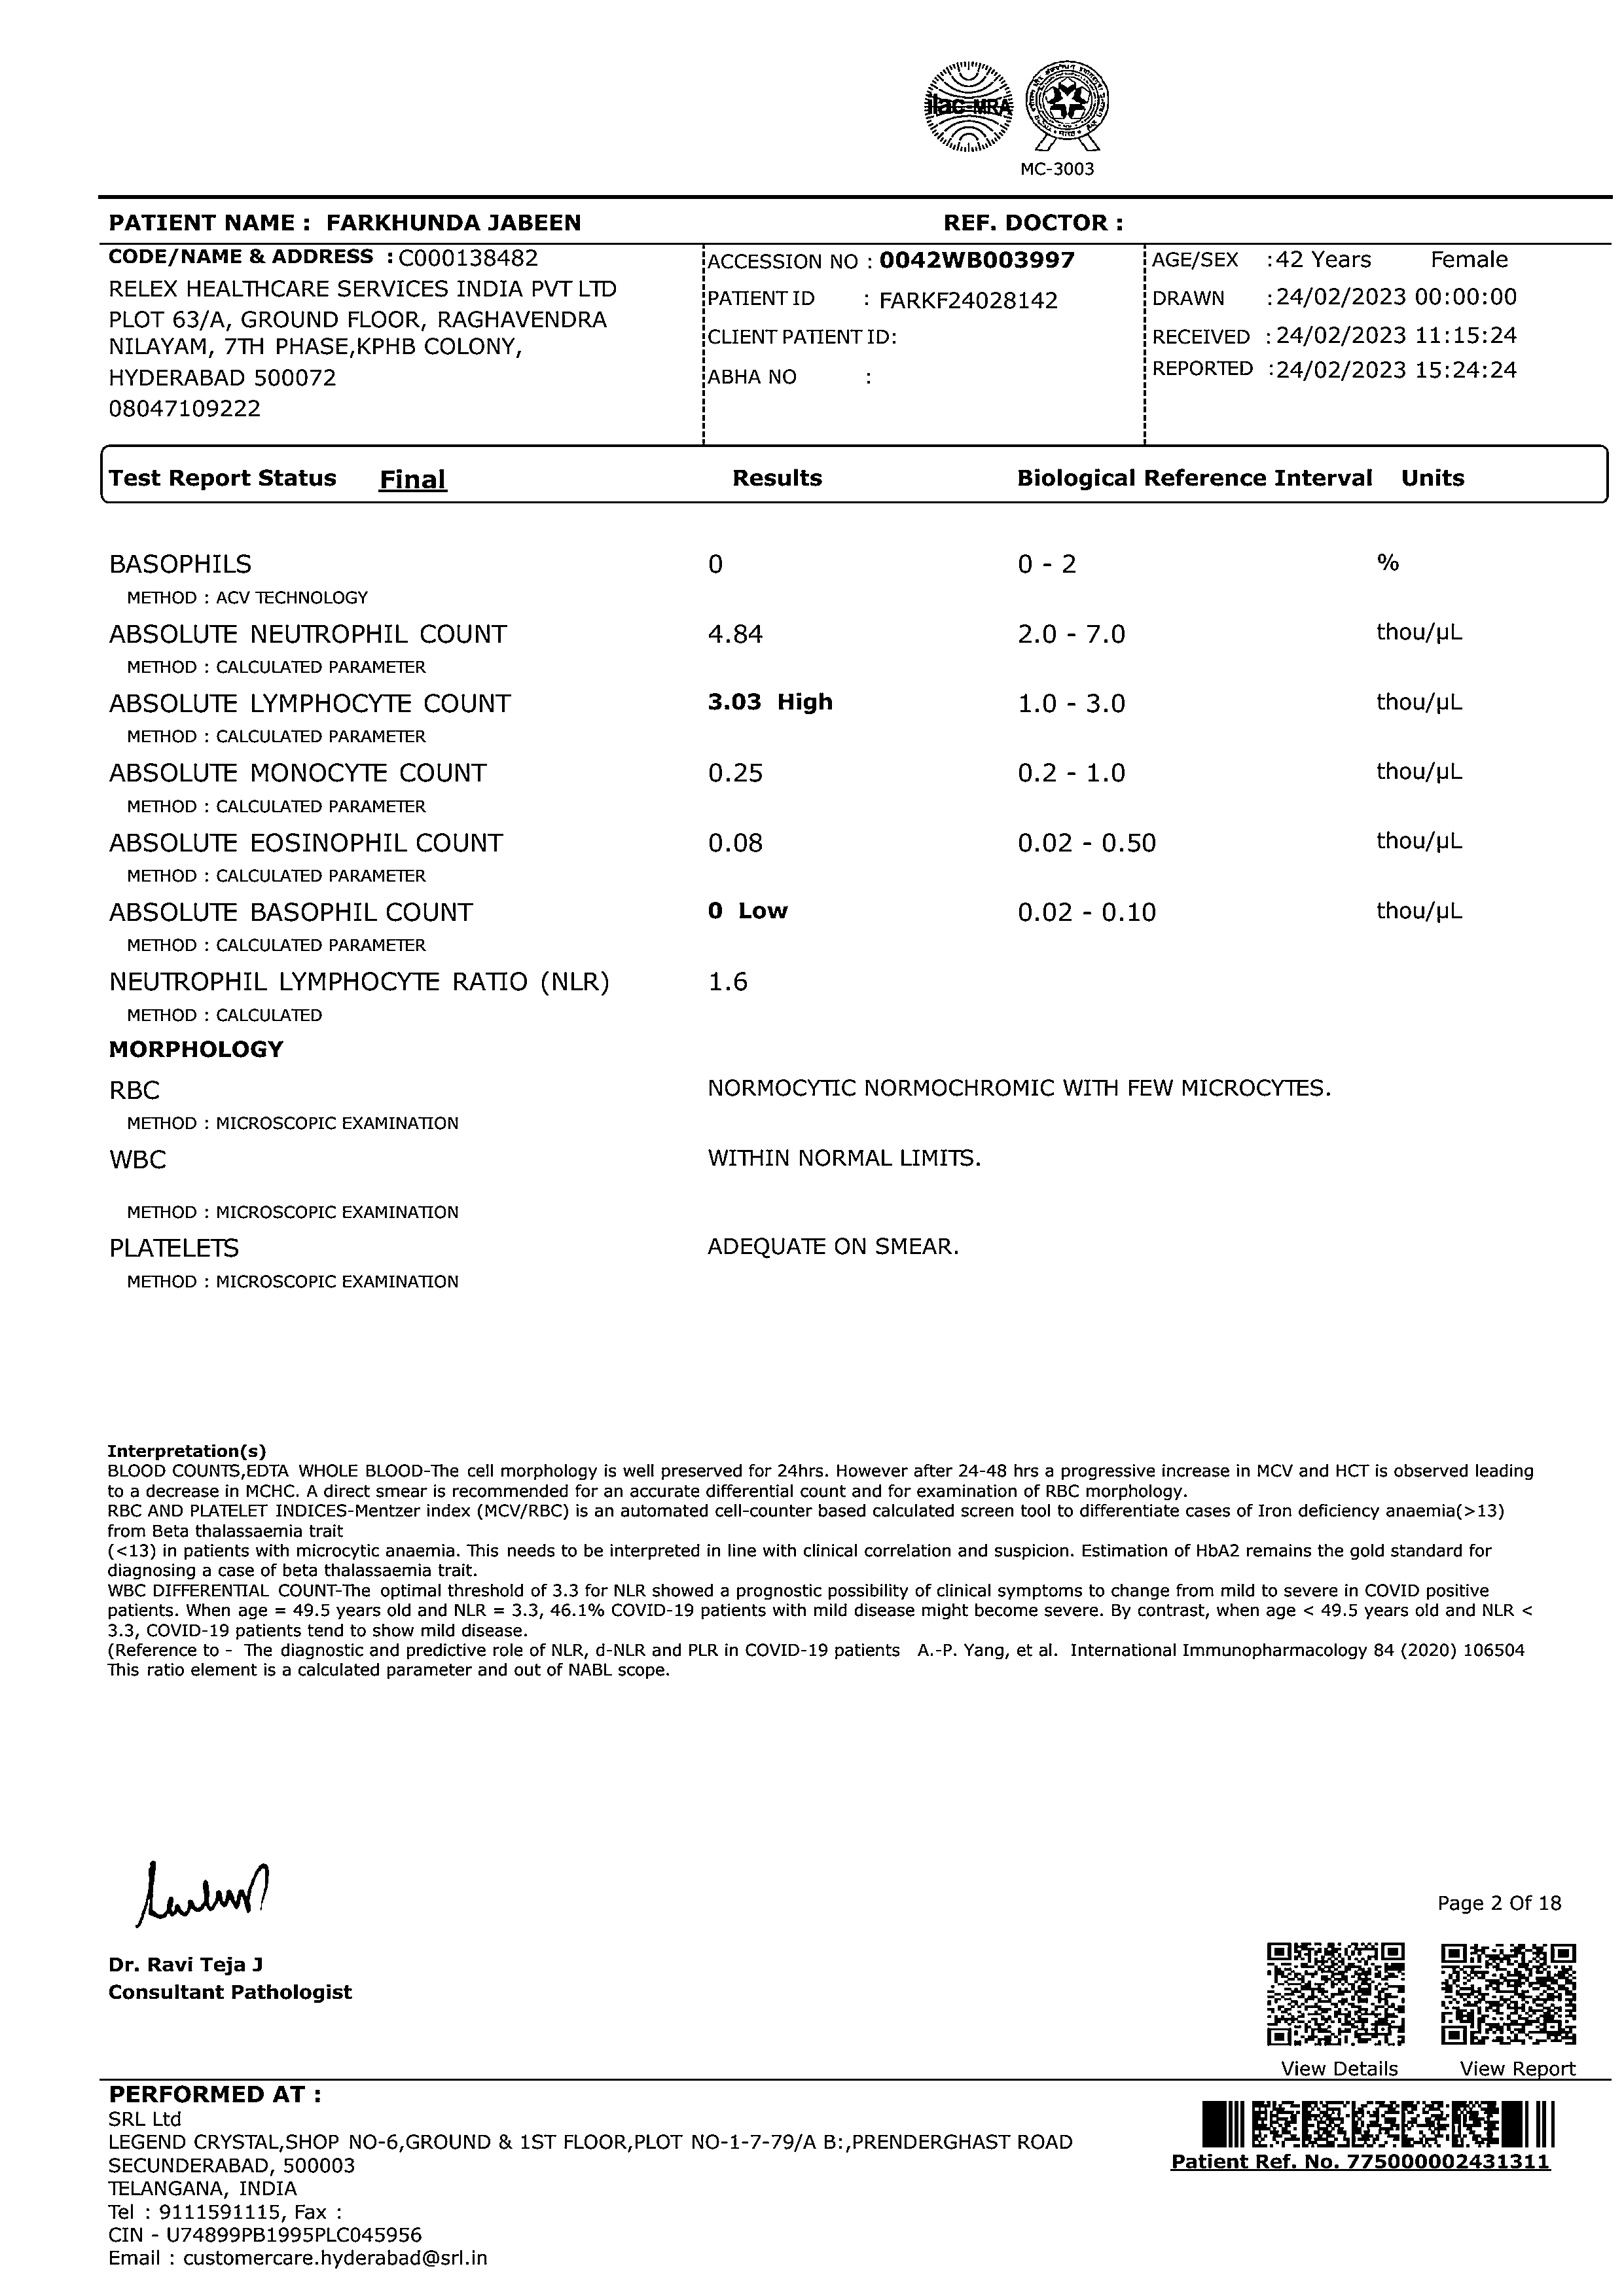 ilac-MRA
MC-3003
PATIENT NAME : FARKHUNDA JABEEN REF. DOCTOR :
CODE/NAME & ADDRESS : C000138482
RELEX HEALTHCARE SERVICES INDIA PVT LTD
PLOT 63/A, GROUND FLOOR, RAGHAVENDRA
NILAYAM, 7TH PHASE,KPHB COLONY,
HYDERABAD 500072
08047109222
ACCESSION NO : 0042WB003997
PATIENT ID : FARKF24028142
CLIENT PATIENT ID:
ABHA NO :
AGE/SEX : 42 Years Female
DRAWN : 24/02/2023 00:00:00
RECEIVED : 24/02/2023 11:15:24
REPORTED : 24/02/2023 15:24:24
Test Report Status Final Results Biological Reference Interval Units
BASOPHILS 0 0 - 2 %
METHOD : ACV TECHNOLOGY
ABSOLUTE NEUTROPHIL COUNT 4.84 2.0 - 7.0 thou/µL
METHOD : CALCULATED PARAMETER
ABSOLUTE LYMPHOCYTE COUNT 3.03 High 1.0 - 3.0 thou/µL
METHOD : CALCULATED PARAMETER
ABSOLUTE MONOCYTE COUNT 0.25 0.2 - 1.0 thou/µL
METHOD : CALCULATED PARAMETER
ABSOLUTE EOSINOPHIL COUNT 0.08 0.02 - 0.50 thou/µL
METHOD : CALCULATED PARAMETER
ABSOLUTE BASOPHIL COUNT 0 Low 0.02 - 0.10 thou/µL
METHOD : CALCULATED PARAMETER
NEUTROPHIL LYMPHOCYTE RATIO (NLR) 1.6
METHOD : CALCULATED
MORPHOLOGY
RBC NORMOCYTIC NORMOCHROMIC WITH FEW MICROCYTES.
METHOD : MICROSCOPIC EXAMINATION
WBC WITHIN NORMAL LIMITS.
METHOD : MICROSCOPIC EXAMINATION
PLATELETS ADEQUATE ON SMEAR.
METHOD : MICROSCOPIC EXAMINATION
Interpretation(s)
BLOOD COUNTS,EDTA WHOLE BLOOD-The cell morphology is well preserved for 24hrs. However after 24-48 hrs a progressive increase in MCV and HCT is observed leading
to a decrease in MCHC. A direct smear is recommended for an accurate differential count and for examination of RBC morphology.
RBC AND PLATELET INDICES-Mentzer index (MCV/RBC) is an automated cell-counter based calculated screen tool to differentiate cases of Iron deficiency anaemia(>13)
from Beta thalassaemia trait
(<13) in patients with microcytic anaemia. This needs to be interpreted in line with clinical correlation and suspicion. Estimation of HbA2 remains the gold standard for
diagnosing a case of beta thalassaemia trait.
WBC DIFFERENTIAL COUNT-The optimal threshold of 3.3 for NLR showed a prognostic possibility of clinical symptoms to change from mild to severe in COVID positive
patients. When age = 49.5 years old and NLR = 3.3, 46.1% COVID-19 patients with mild disease might become severe. By contrast, when age < 49.5 years old and NLR <
3.3, COVID-19 patients tend to show mild disease.
(Reference to - The diagnostic and predictive role of NLR, d-NLR and PLR in COVID-19 patients A.-P. Yang, et al. International Immunopharmacology 84 (2020) 106504
This ratio element is a calculated parameter and out of NABL scope.
Dr. Ravi Teja J
Consultant Pathologist
Page 2 Of 18
View Details View Report
PERFORMED AT :
SRL Ltd
LEGEND CRYSTAL,SHOP NO-6,GROUND & 1ST FLOOR,PLOT NO-1-7-79/A B:,PRENDERGHAST ROAD
SECUNDERABAD, 500003
TELANGANA, INDIA
Tel : 9111591115, Fax :
CIN - U74899PB1995PLC045956
Email : customercare.hyderabad@srl.in
Patient Ref. No. 775000002431311